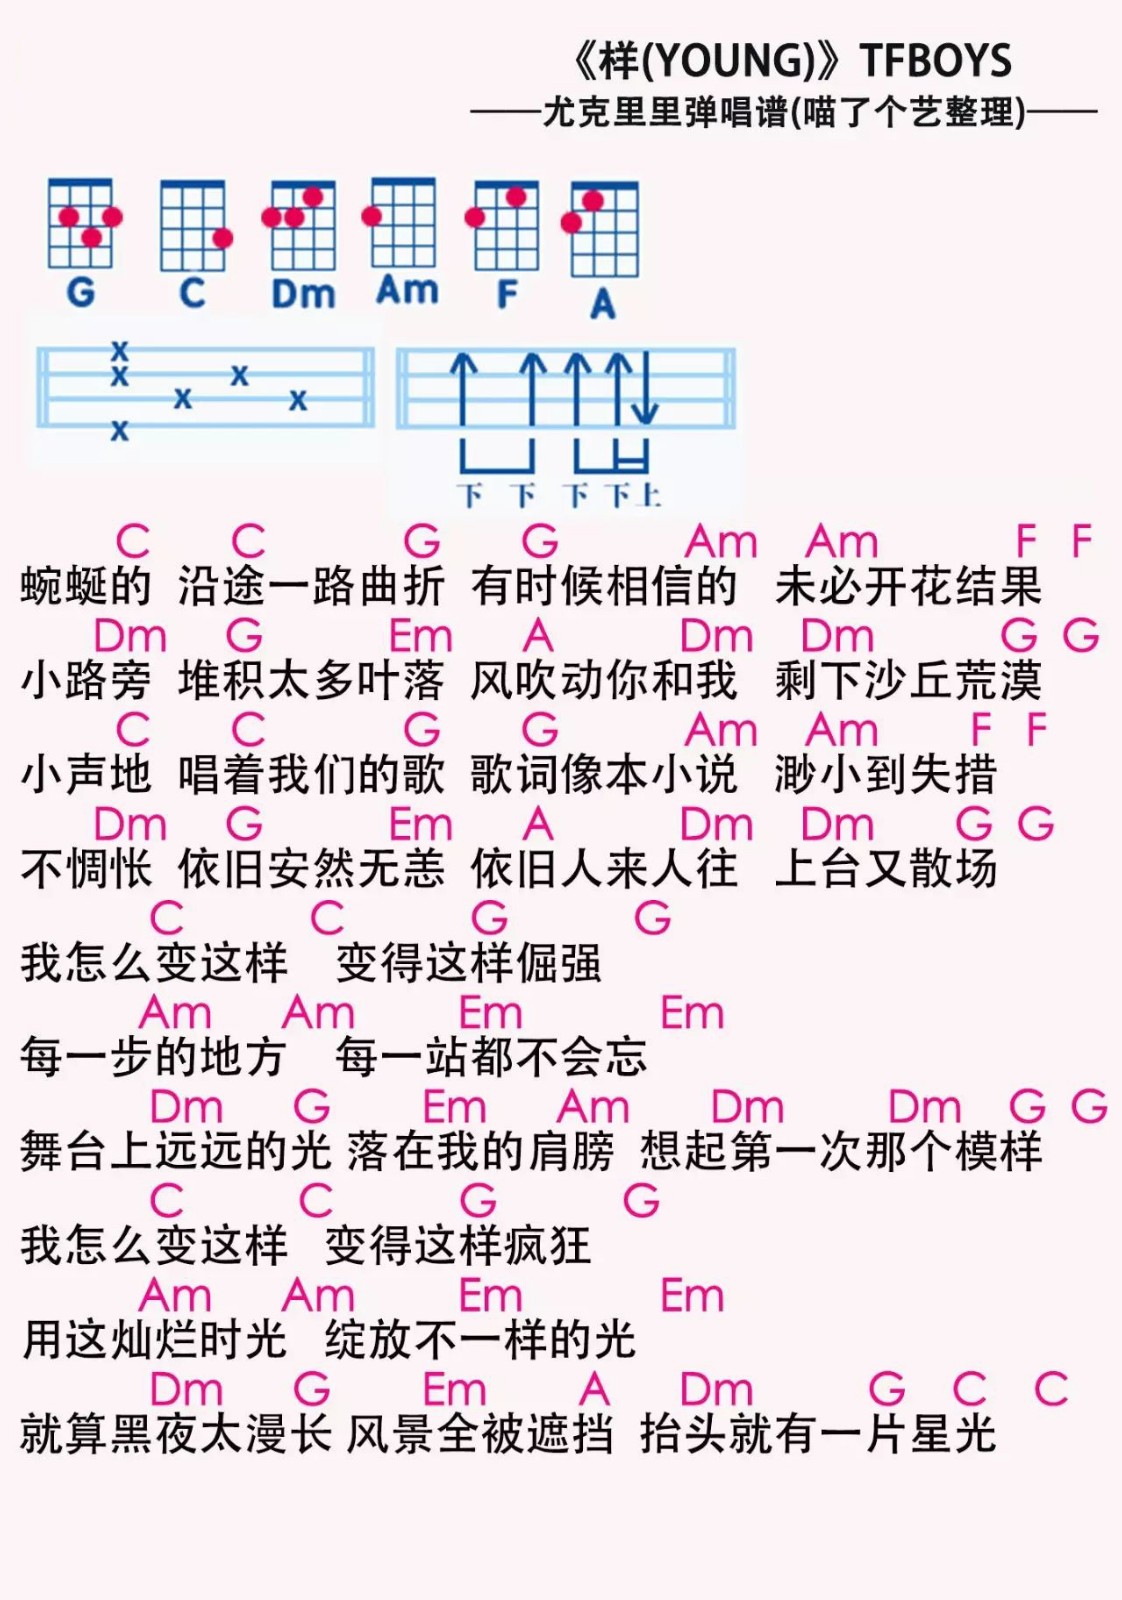 《样(YOUNG)》TFBOYS
——尤克里里弹唱谱(喵了个艺整理)——
G C Dm Am F A
x
x x
x x
x
下 下 下 下 上
C C G G Am Am F F
蜿蜒的 沿途一路曲折 有时候相信的 未必开花结果
Dm G Em A Dm Dm G G
小路旁 堆积太多叶落 风吹动你和我 剩下沙丘荒漠
C C G G Am Am F F
小声地 唱着我们的歌 歌词像本小说 渺小到失措
Dm G Em A Dm Dm G G
不惆怅 依旧安然无恙 依旧人来人往 上台又散场
C C G G
我怎么变这样 变得这样倔强
Am Am Em Em
每一步的地方 每一站都不会忘
Dm G Em Am Dm Dm G G
舞台上远远的光 落在我的肩膀 想起第一次那个模样
C C G G
我怎么变这样 变得这样疯狂
Am Am Em Em
用这灿烂时光 绽放不一样的光
Dm G Em A Dm G C C
就算黑夜太漫长 风景全被遮挡 抬头就有一片星光